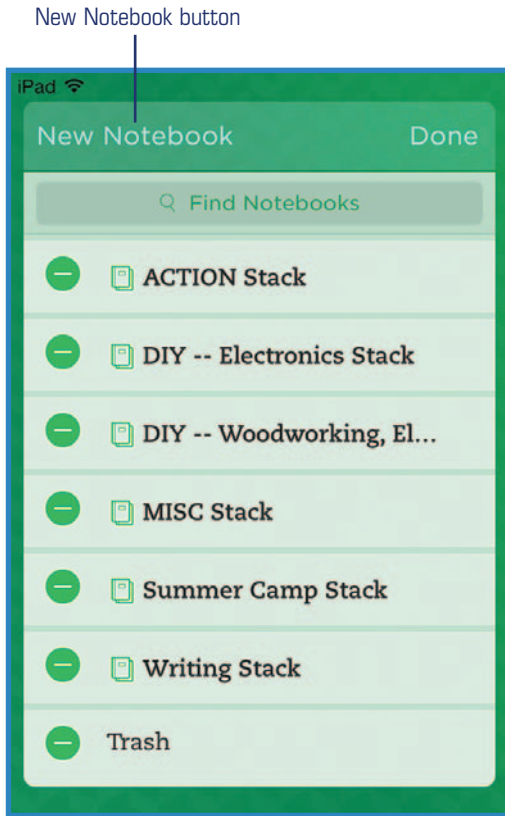 New Notebook button
iPad
New Notebook Done
Find Notebooks
ACTION Stack
DIY -- Electronics Stack
DIY -- Woodworking, El...
MISC Stack
Summer Camp Stack
Writing Stack
Trash